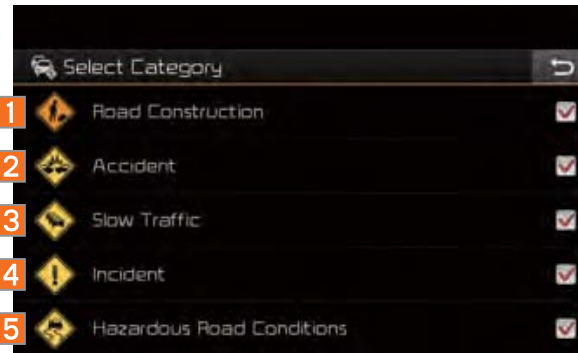 Select Category
1 Road Construction
2 Accident
3 Slow Traffic
4 Incident
5 Hazardous Road Conditions